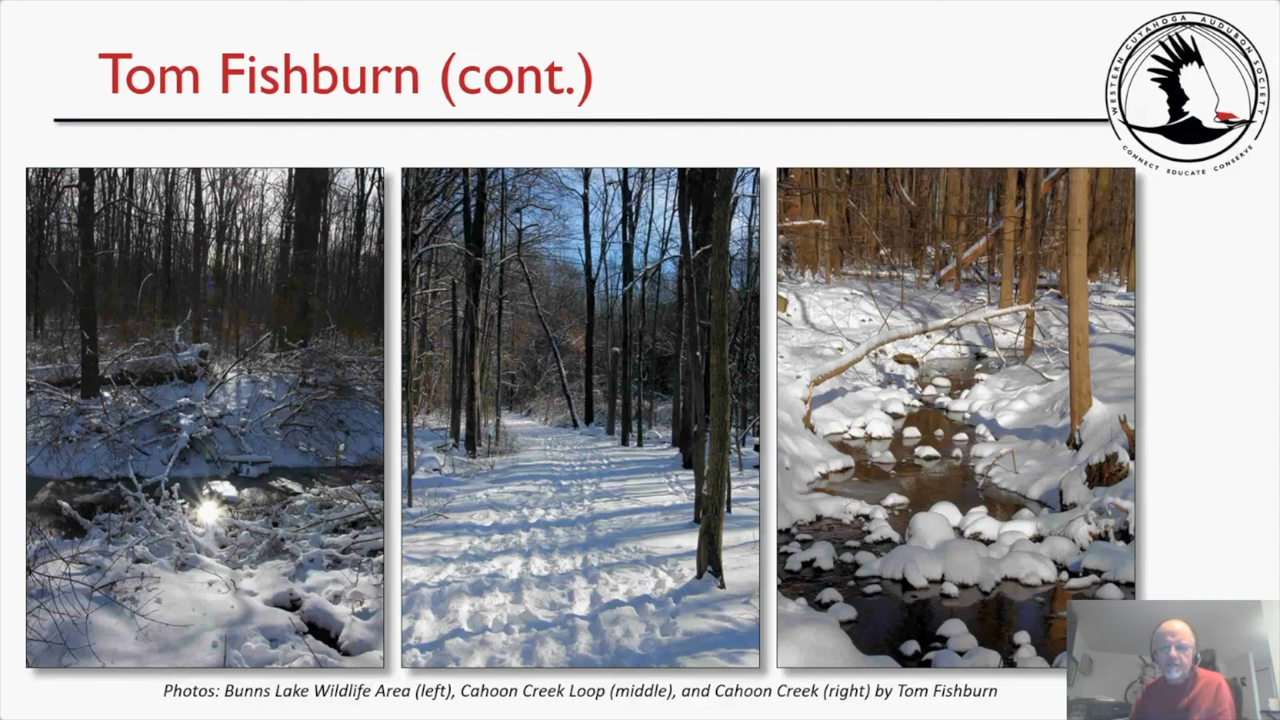 Tom Fishburn (cont.)
WESTERN CUYAHOGA AUDUBON SOCIETY
CONNECT EDUCATE CONSERVE
Photos: Bunns Lake Wildlife Area (left), Cahoon Creek Loop (middle), and Cahoon Creek (right) by Tom Fishburn